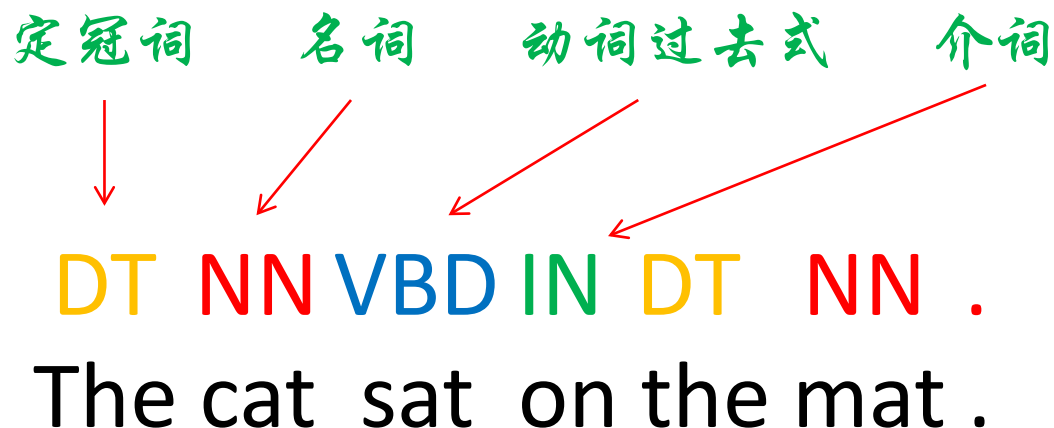 定冠词 名词 动词过去式 介词
DT NN VBD IN DT NN .
The cat sat on the mat .